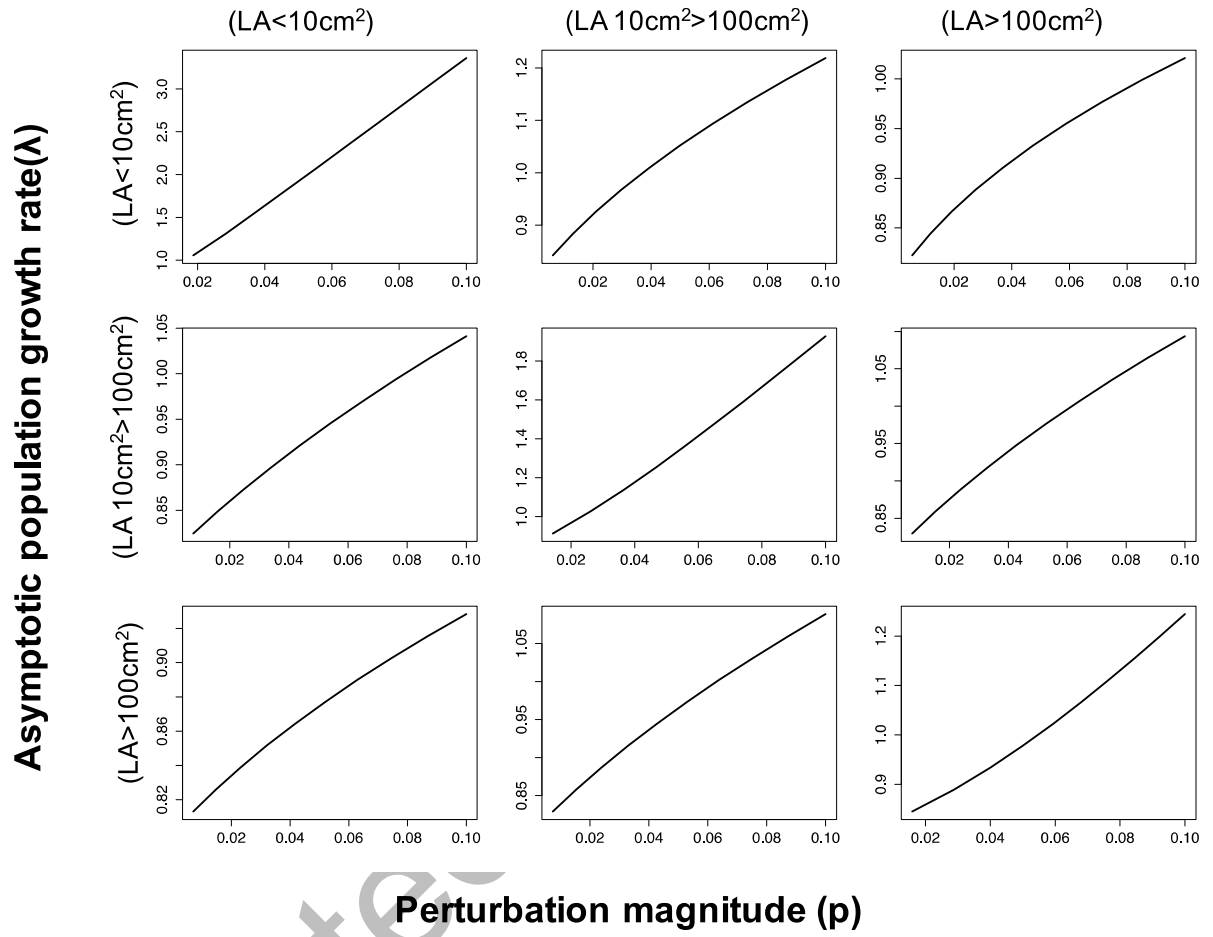 (LA<10cm²) (LA 10cm²>100cm²) (LA>100cm²)
Asymptotic population growth rate(λ)
(LA<10cm²)
1.0 1.5 2.0 2.5 3.0
0.02 0.04 0.06 0.08 0.10
0.9 1.0 1.1 1.2
0.02 0.04 0.06 0.08 0.10
0.85 0.90 0.95 1.00
0.02 0.04 0.06 0.08 0.10
(LA 10cm²>100cm²)
0.85 0.90 0.95 1.00 1.05
0.02 0.04 0.06 0.08 0.10
1.0 1.2 1.4 1.6 1.8
0.02 0.04 0.06 0.08 0.10
0.85 0.95 1.05
0.02 0.04 0.06 0.08 0.10
(LA>100cm²)
0.82 0.86 0.90
0.02 0.04 0.06 0.08 0.10
0.85 0.95 1.05
0.02 0.04 0.06 0.08 0.10
0.9 1.0 1.1 1.2
0.02 0.04 0.06 0.08 0.10
Perturbation magnitude (p)